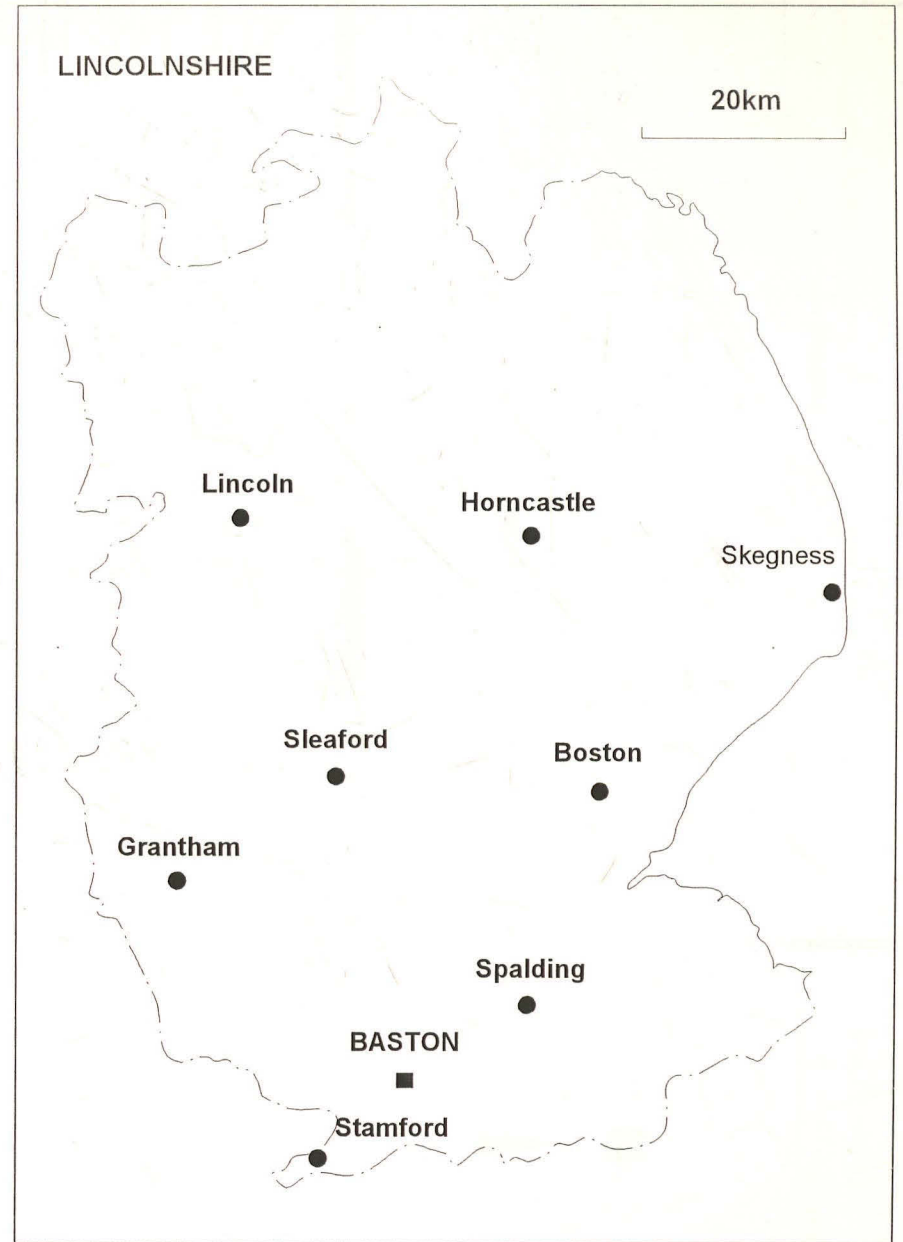 LINCOLNSHIRE
20km
Lincoln
Horncastle
Skegness
Sleaford
Boston
Grantham
Spalding
BASTON
Stamford